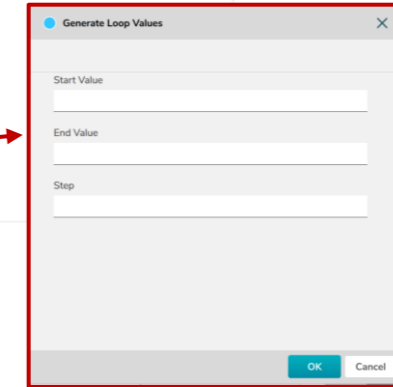 Generate Loop Values
Start Value
End Value
Step
OK Cancel